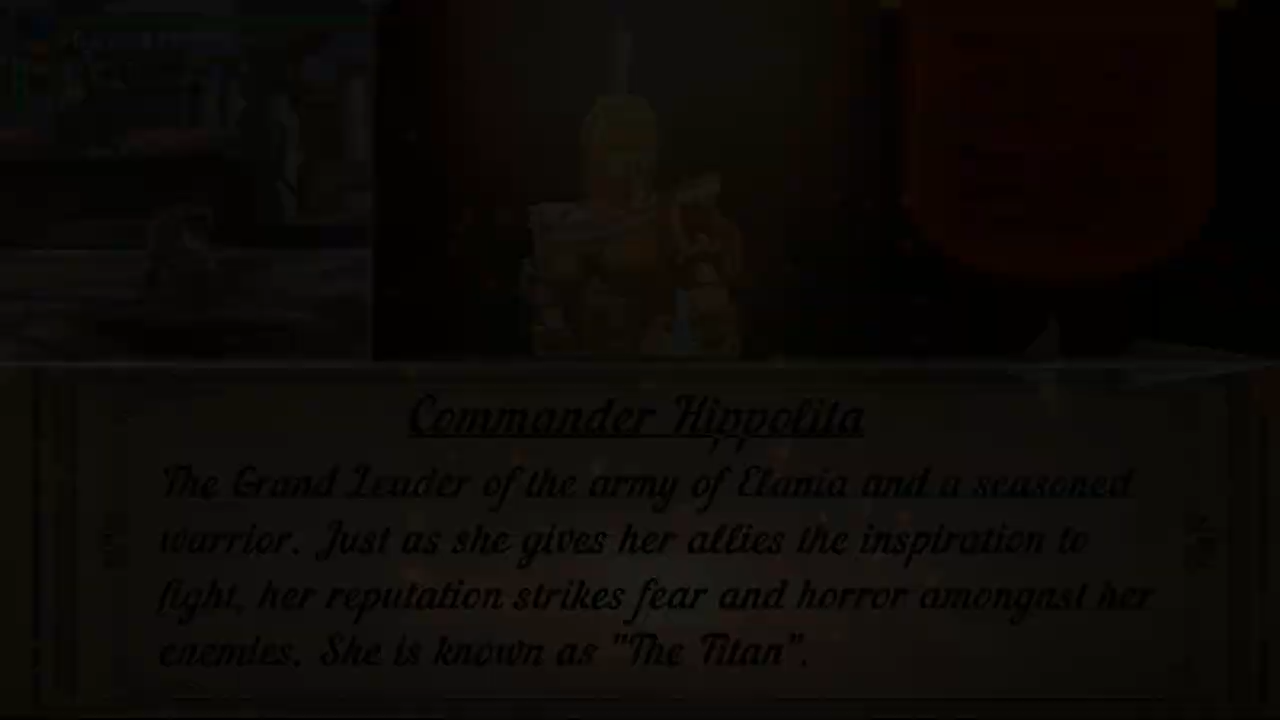 Commander Hippolita
The Grand Leader of the army of Elania and a seasoned
warrior. Just as she gives her allies the inspiration to
fight, her reputation strikes fear and horror amongnst her
enemies. She is known as "The Titan".